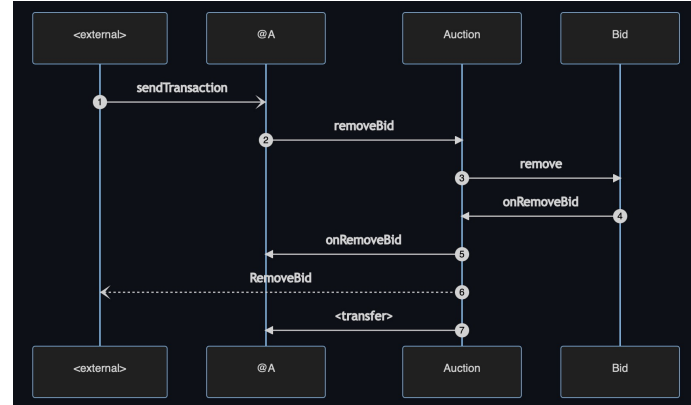 <external>
@A
Auction
Bid
sendTransaction
1
removeBid
2
remove
3
onRemoveBid
4
onRemoveBid
5
RemoveBid
6
<transfer>
7
<external>
@A
Auction
Bid